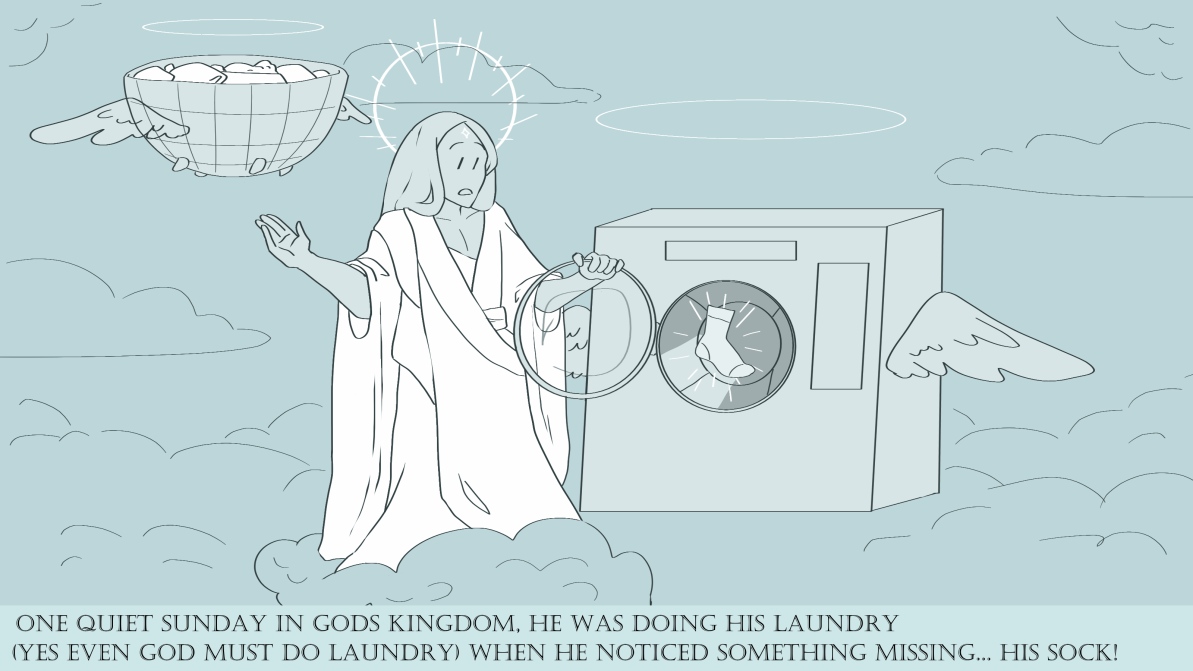 ONE QUIET SUNDAY IN GODS KINGDOM, HE WAS DOING HIS LAUNDRY
(YES EVEN GOD MUST DO LAUNDRY) WHEN HE NOTICED SOMETHING MISSING... HIS SOCK!